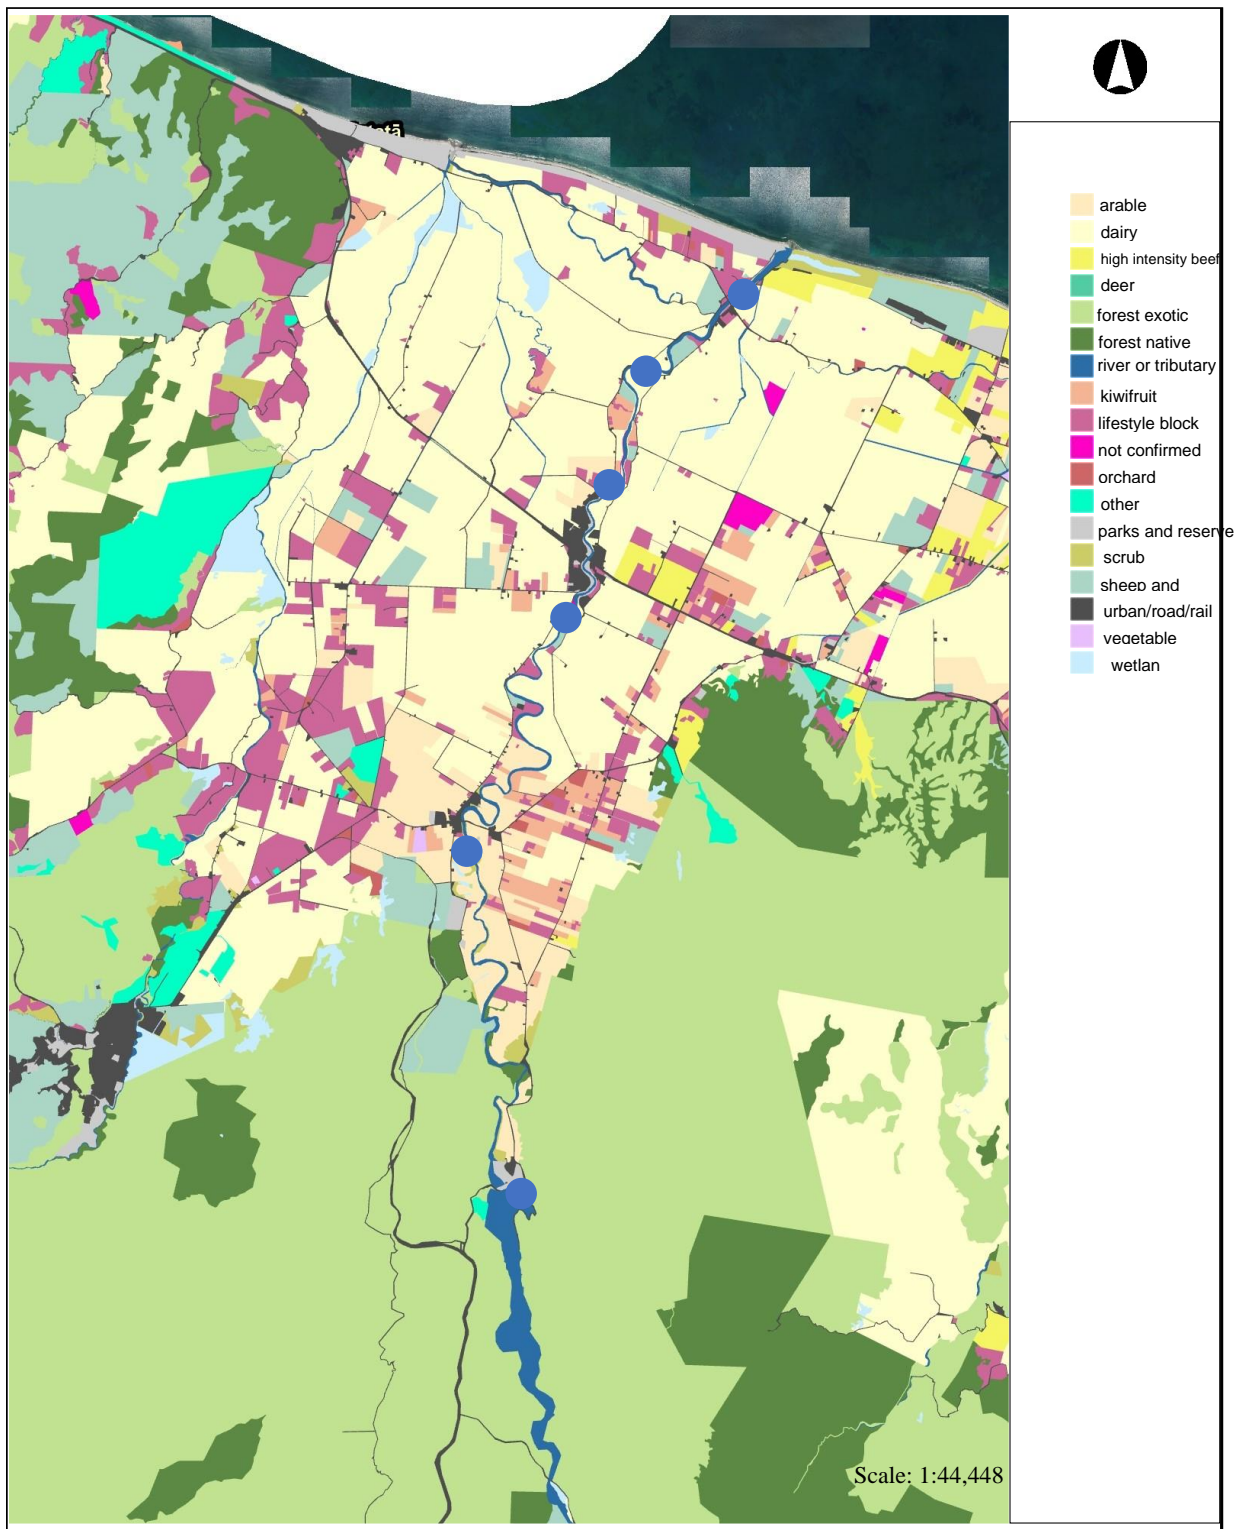 arable
dairy
high intensity beef
deer
forest exotic
forest native
river or tributary
kiwifruit
lifestyle block
not confirmed
orchard
other
parks and reserve
scrub
sheep and
urban/road/rail
vegetable
wetlan
Scale: 1:44,448